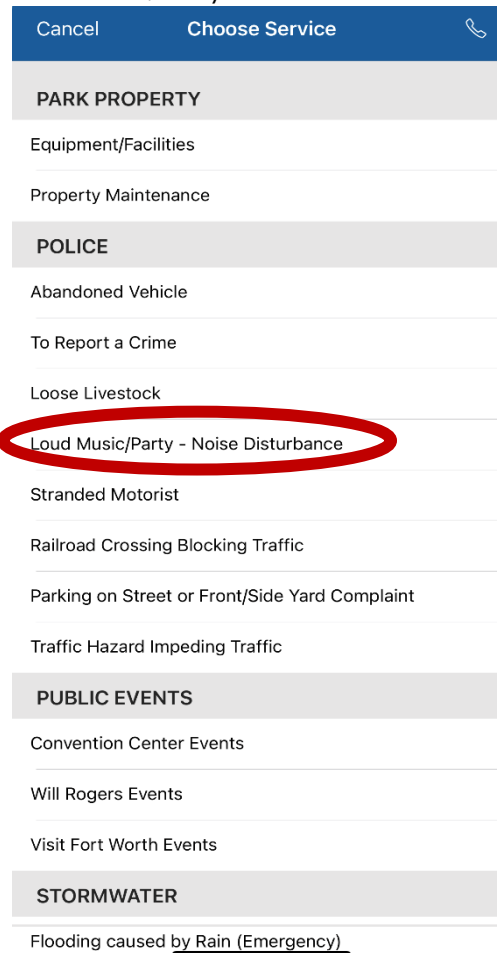 Cancel Choose Service
PARK PROPERTY
Equipment/Facilities
Property Maintenance
POLICE
Abandoned Vehicle
To Report a Crime
Loose Livestock
Loud Music/Party - Noise Disturbance
Stranded Motorist
Railroad Crossing Blocking Traffic
Parking on Street or Front/Side Yard Complaint
Traffic Hazard Impeding Traffic
PUBLIC EVENTS
Convention Center Events
Will Rogers Events
Visit Fort Worth Events
STORMWATER
Flooding caused by Rain (Emergency)